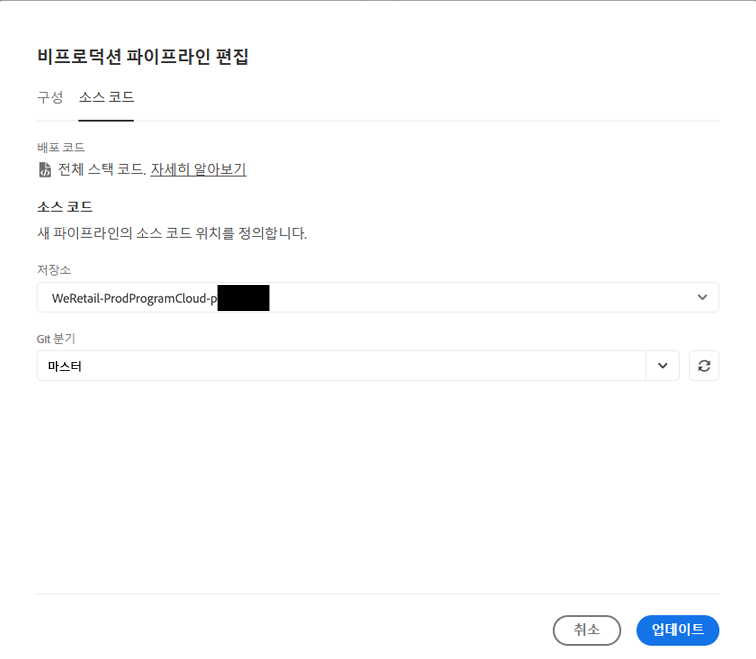 비프로덕션 파이프라인 편집
구성 소스 코드
배포 코드
전체 스택 코드. 자세히 알아보기
소스 코드
새 파이프라인의 소스 코드 위치를 정의합니다.
저장소
WeRetail-ProdProgramCloud-p
Git 분기
마스터
취소 업데이트